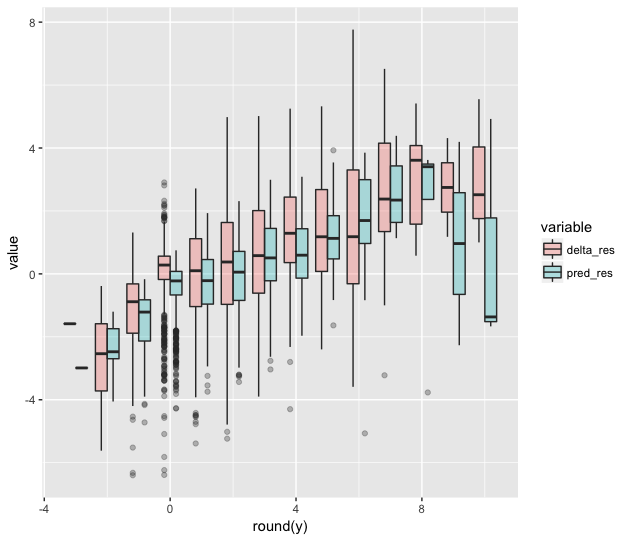 8
4
0
-4
value
-4
0
4
8
round(y)
variable
delta_res
pred_res